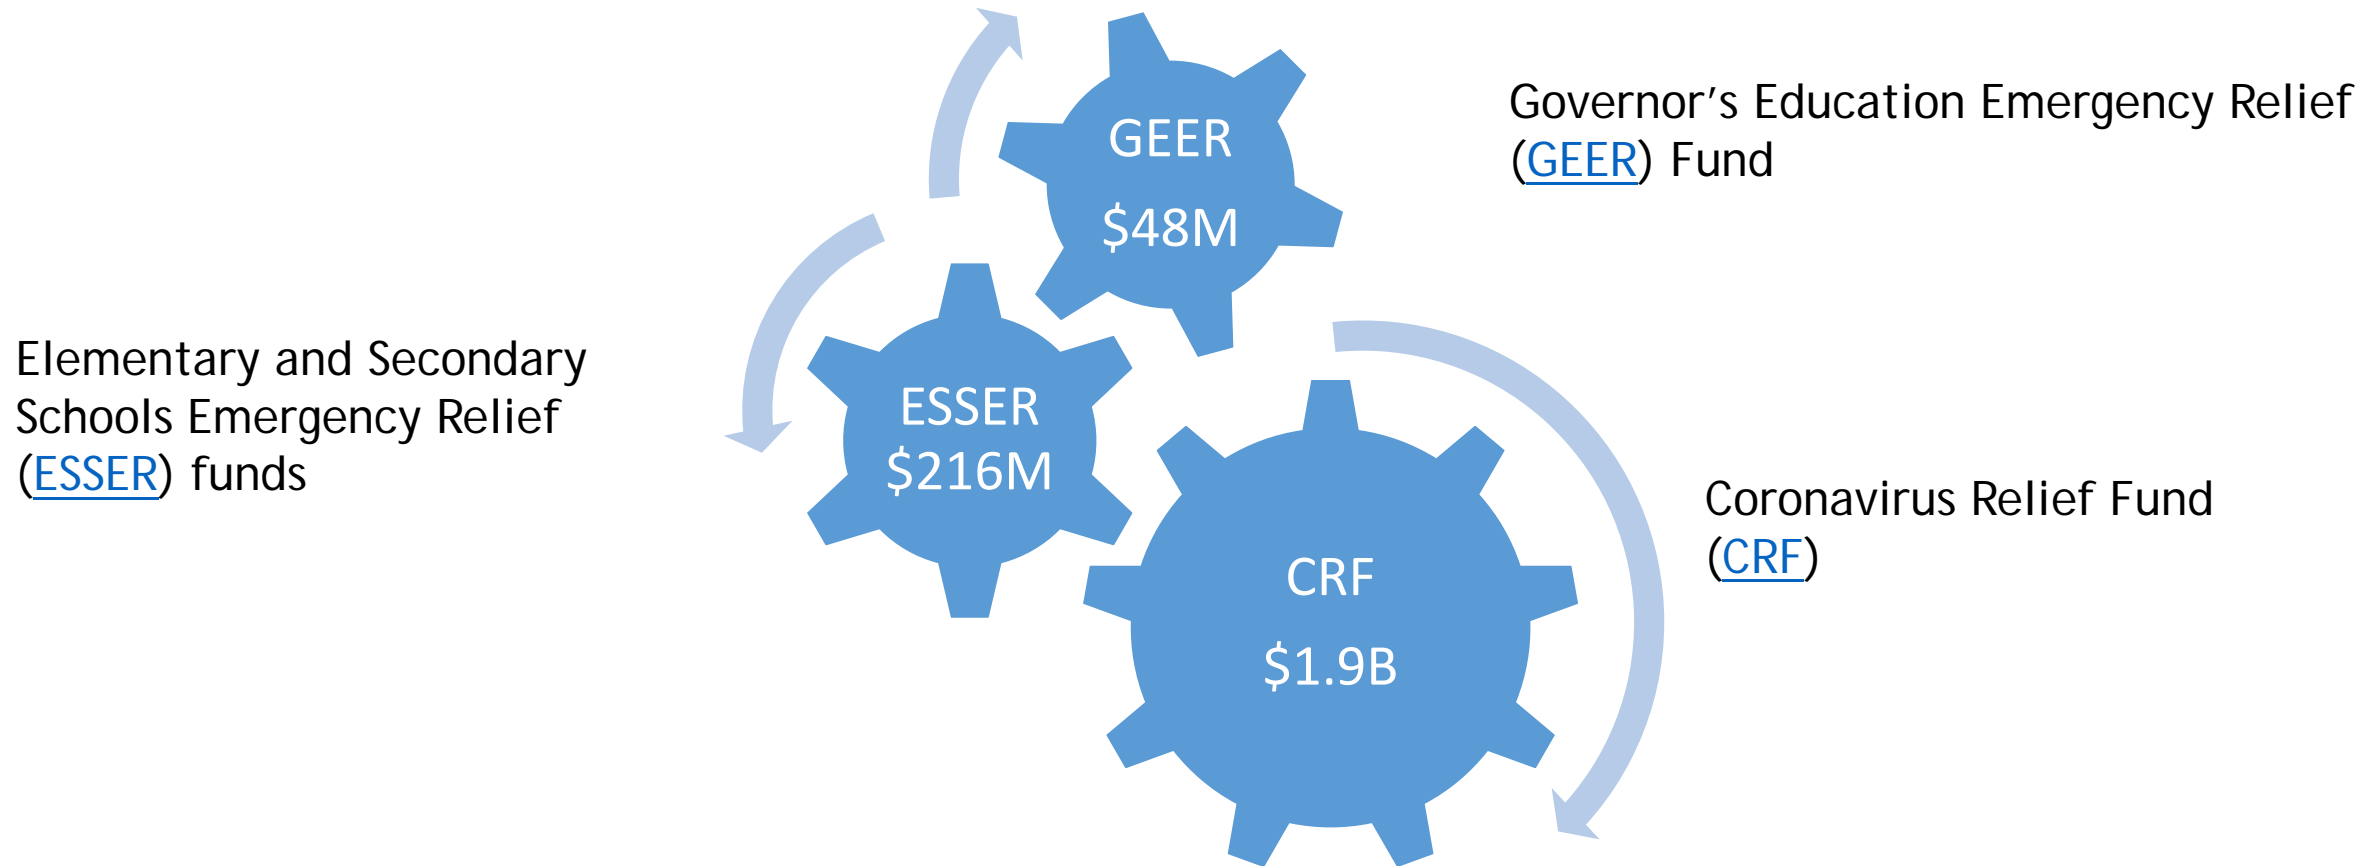 GEER
$48M
Governor’s Education Emergency Relief
(GEER) Fund
Elementary and Secondary
Schools Emergency Relief
(ESSER) funds
ESSER
$216M
CRF
$1.9B
Coronavirus Relief Fund
(CRF)